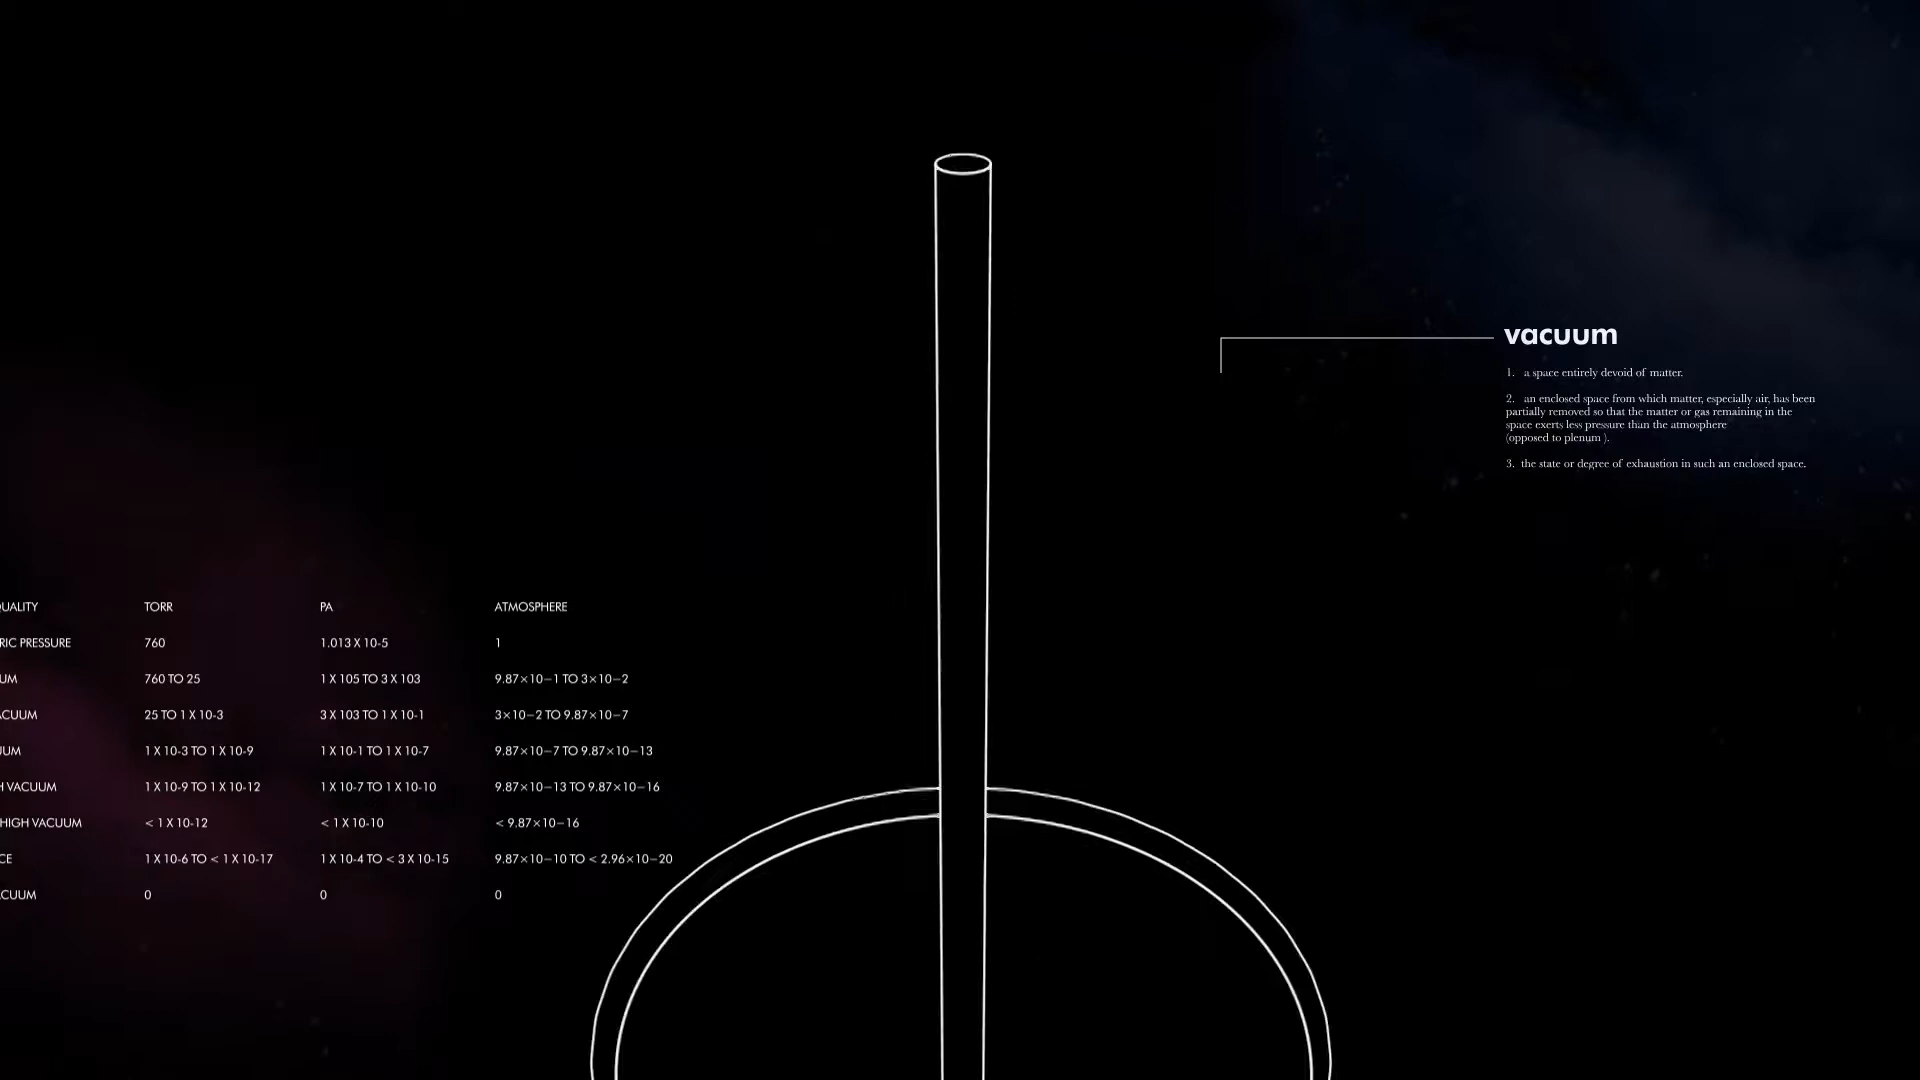 vacuum
1. a space entirely devoid of matter.
2. an enclosed space from which matter, especially air, has been
partially removed so that the matter or gas remaining in the
space exerts less pressure than the atmosphere
(opposed to plenum ).
3. the state or degree of exhaustion in such an enclosed space.
QUALITY TORR PA ATMOSPHERE
RIC PRESSURE 760 1.013 X 10-5 1
UM 760 TO 25 1 X 105 TO 3 X 103 9.87×10−1 TO 3×10−2
ACUUM 25 TO 1 X 10-3 3 X 103 TO 1 X 10-1 3×10−2 TO 9.87×10−7
UUM 1 X 10-3 TO 1 X 10-9 1 X 10-1 TO 1 X 10-7 9.87×10−7 TO 9.87×10−13
H VACUUM 1 X 10-9 TO 1 X 10-12 1 X 10-7 TO 1 X 10-10 9.87×10−13 TO 9.87×10−16
HIGH VACUUM < 1 X 10-12 < 1 X 10-10 < 9.87×10−16
CE 1 X 10-6 TO < 1 X 10-17 1 X 10-4 TO < 3 X 10-15 9.87×10−10 TO < 2.96×10−20
CUUM 0 0 0